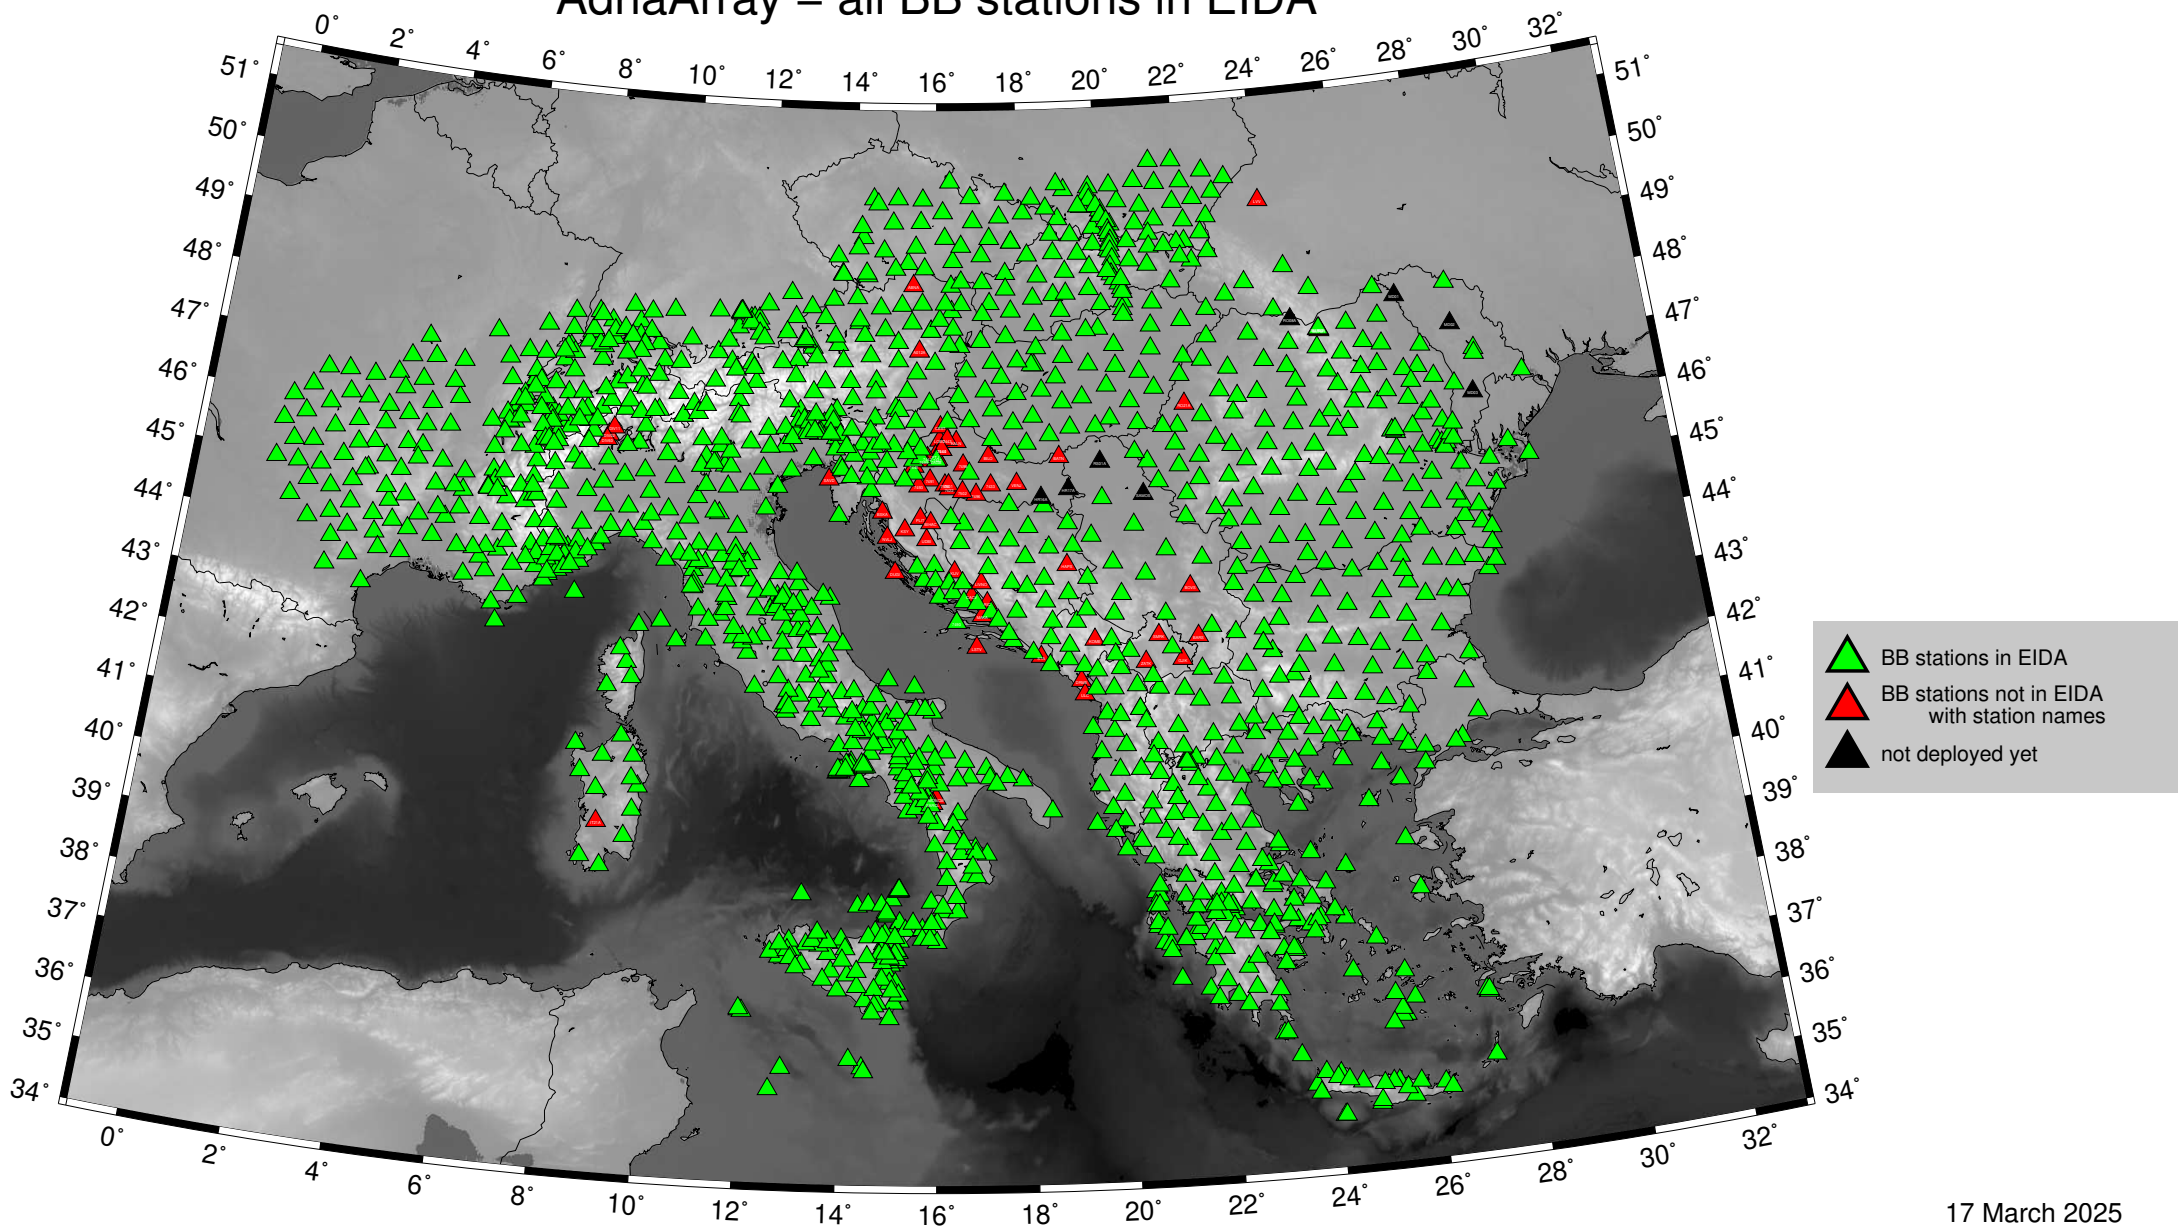 AdriaArray – all BB stations in EIDA
0° 2° 4° 6° 8° 10° 12° 14° 16° 18° 20° 22° 24° 26° 28° 30° 32°
51° 51°
50° 50°
49° 49°
48° 48°
47° 47°
46° 46°
45° 45°
44° 44°
43° 43°
42° 42°
41° 41°
40° 40°
39° 39°
38° 38°
37° 37°
36° 36°
35° 35°
34° 34°
0° 2° 4° 6° 8° 10° 12° 14° 16° 18° 20° 22° 24° 26° 28° 30° 32°
BB stations in EIDA
BB stations not in EIDA
with station names
not deployed yet
17 March 2025